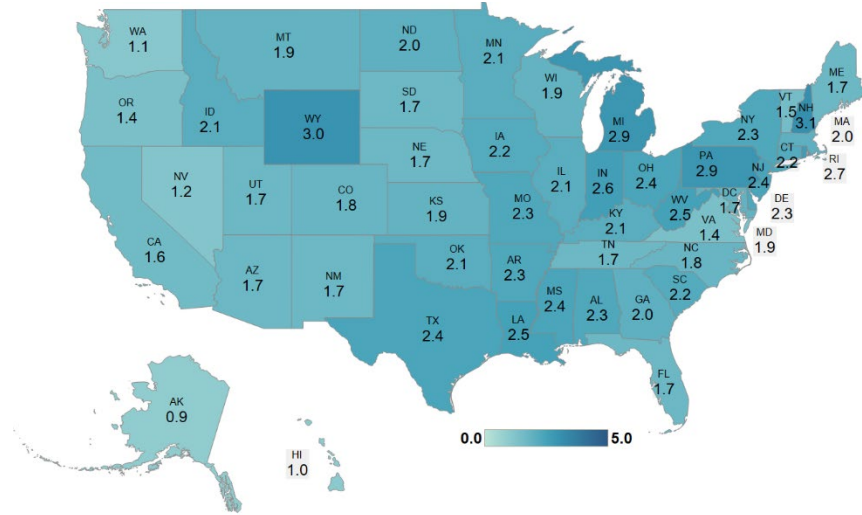 WA
1.1
MT
1.9
ND
2.0
MN
2.1
OR
1.4
ID
2.1
WY
3.0
SD
1.7
WI
1.9
MI
2.9
ME
1.7
VT
1.5
NH
3.1
MA
2.0
NY
2.3
CT
2.2
RI
2.7
NV
1.2
UT
1.7
CO
1.8
NE
1.7
IA
2.2
IL
2.1
IN
2.6
OH
2.4
PA
2.9
NJ
2.4
DE
2.3
DC
1.7
MD
1.9
WV
2.5
VA
1.4
CA
1.6
KS
1.9
MO
2.3
KY
2.1
TN
1.7
NC
1.8
AZ
1.7
NM
1.7
OK
2.1
AR
2.3
SC
2.2
TX
2.4
LA
2.5
MS
2.4
AL
2.3
GA
2.0
FL
1.7
AK
0.9
HI
1.0
0.0 5.0